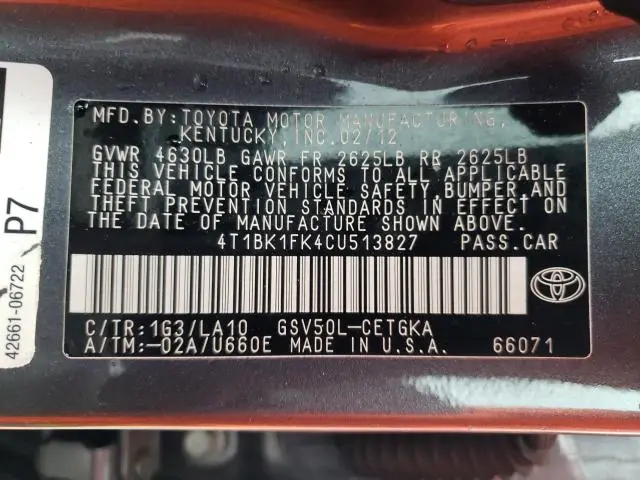 MFD.BY:TOYOTA MOTOR MANUFACTURING,
KENTUCKY,INC.02/12
GVWR 4630LB GAWR FR 2625LB RR 2625LB
THIS VEHICLE CONFORMS TO ALL APPLICABLE
FEDERAL MOTOR VEHICLE SAFETY, BUMPER AND
THEFT PREVENTION STANDARDS IN EFFECT ON
THE DATE OF MANUFACTURE SHOWN ABOVE.
4T1BK1FK4CU513827 PASS.CAR
C/TR:1G3/LA10 GSV50L-CETGKA
A/TM:-02A/U660E MADE IN U.S.A. 66071
P7
42661-06722